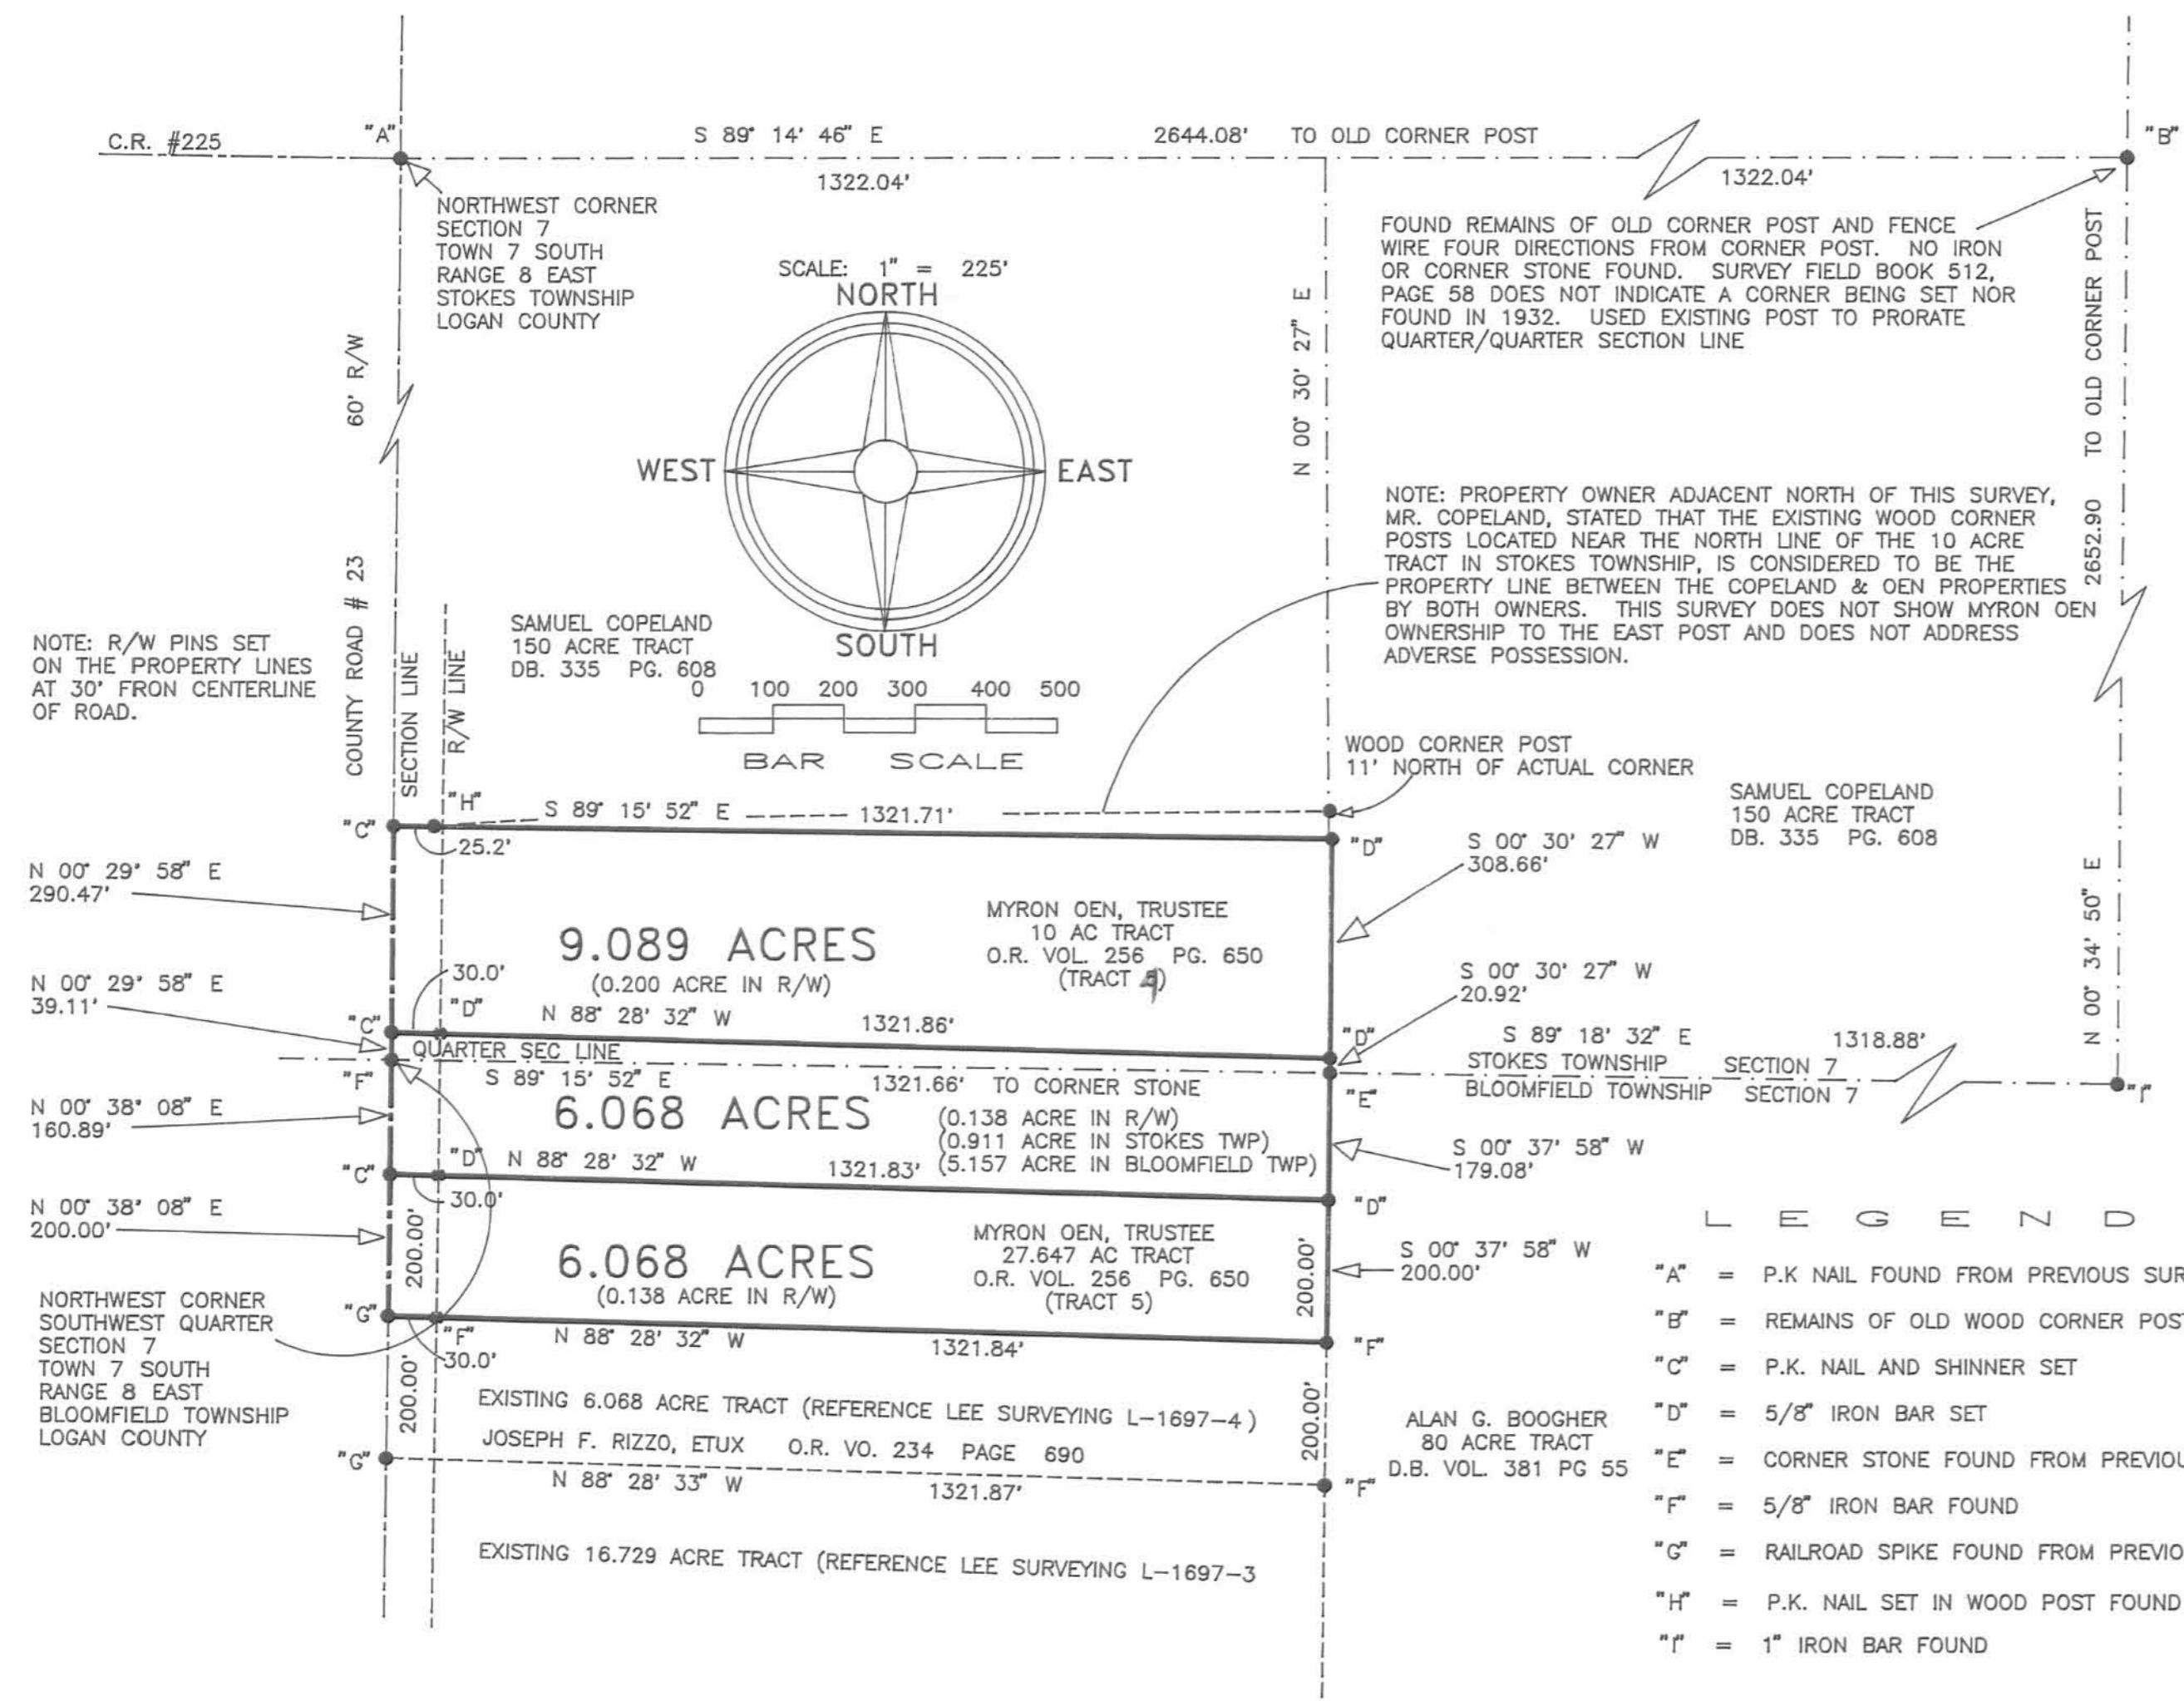 C.R. #225
"A"
S 89° 14' 46" E
2644.08' TO OLD CORNER POST
"B"
1322.04'
1322.04'
NORTHWEST CORNER
SECTION 7
TOWN 7 SOUTH
RANGE 8 EAST
STOKES TOWNSHIP
LOGAN COUNTY
SCALE: 1" = 225'
NORTH
WEST
EAST
SOUTH
0 100 200 300 400 500
BAR SCALE
FOUND REMAINS OF OLD CORNER POST AND FENCE
WIRE FOUR DIRECTIONS FROM CORNER POST. NO IRON
OR CORNER STONE FOUND. SURVEY FIELD BOOK 512,
PAGE 58 DOES NOT INDICATE A CORNER BEING SET NOR
FOUND IN 1932. USED EXISTING POST TO PRORATE
QUARTER/QUARTER SECTION LINE
N 00° 30' 27" E
2652.90 TO OLD CORNER POST
N 00° 34' 50" E
NOTE: PROPERTY OWNER ADJACENT NORTH OF THIS SURVEY,
MR. COPELAND, STATED THAT THE EXISTING WOOD CORNER
POSTS LOCATED NEAR THE NORTH LINE OF THE 10 ACRE
TRACT IN STOKES TOWNSHIP, IS CONSIDERED TO BE THE
PROPERTY LINE BETWEEN THE COPELAND & OEN PROPERTIES
BY BOTH OWNERS. THIS SURVEY DOES NOT SHOW MYRON OEN
OWNERSHIP TO THE EAST POST AND DOES NOT ADDRESS
ADVERSE POSSESSION.
60' R/W
COUNTY ROAD # 23
SECTION LINE
R/W LINE
SAMUEL COPELAND
150 ACRE TRACT
DB. 335 PG. 608
NOTE: R/W PINS SET
ON THE PROPERTY LINES
AT 30' FRON CENTERLINE
OF ROAD.
WOOD CORNER POST
11' NORTH OF ACTUAL CORNER
SAMUEL COPELAND
150 ACRE TRACT
DB. 335 PG. 608
"C"
"H"
S 89° 15' 52" E
1321.71'
25.2'
"D"
S 00° 30' 27" W
308.66'
N 00° 29' 58" E
290.47'
9.089 ACRES
(0.200 ACRE IN R/W)
MYRON OEN, TRUSTEE
10 AC TRACT
O.R. VOL. 256 PG. 650
(TRACT )
N 00° 29' 58" E
39.11'
30.0'
"D"
"C"
N 88° 28' 32" W
1321.86'
"D"
S 00° 30' 27" W
20.92'
QUARTER SEC LINE
S 89° 15' 52" E
1321.66' TO CORNER STONE
S 89° 18' 32" E
1318.88'
STOKES TOWNSHIP SECTION 7
BLOOMFIELD TOWNSHIP SECTION 7
"F"
"E"
"I"
N 00° 38' 08" E
160.89'
6.068 ACRES
(0.138 ACRE IN R/W)
(0.911 ACRE IN STOKES TWP)
(5.157 ACRE IN BLOOMFIELD TWP)
S 00° 37' 58" W
179.08'
"C"
"D"
N 88° 28' 32" W
1321.83'
30.0'
"D"
N 00° 38' 08" E
200.00'
200.00'
6.068 ACRES
(0.138 ACRE IN R/W)
MYRON OEN, TRUSTEE
27.647 AC TRACT
O.R. VOL. 256 PG. 650
(TRACT 5)
200.00'
S 00° 37' 58" W
200.00'
NORTHWEST CORNER
SOUTHWEST QUARTER
SECTION 7
TOWN 7 SOUTH
RANGE 8 EAST
BLOOMFIELD TOWNSHIP
LOGAN COUNTY
"G"
"F"
30.0'
N 88° 28' 32" W
1321.84'
"F"
200.00'
EXISTING 6.068 ACRE TRACT (REFERENCE LEE SURVEYING L-1697-4)
JOSEPH F. RIZZO, ETUX O.R. VO. 234 PAGE 690
200.00'
ALAN G. BOOGHER
80 ACRE TRACT
D.B. VOL. 381 PG 55
"G"
N 88° 28' 33" W
1321.87'
"F"
EXISTING 16.729 ACRE TRACT (REFERENCE LEE SURVEYING L-1697-3
LEGEND
"A" = P.K NAIL FOUND FROM PREVIOUS SUR
"B" = REMAINS OF OLD WOOD CORNER POS
"C" = P.K. NAIL AND SHINNER SET
"D" = 5/8" IRON BAR SET
"E" = CORNER STONE FOUND FROM PREVIOU
"F" = 5/8" IRON BAR FOUND
"G" = RAILROAD SPIKE FOUND FROM PREVIO
"H" = P.K. NAIL SET IN WOOD POST FOUND
"I" = 1" IRON BAR FOUND